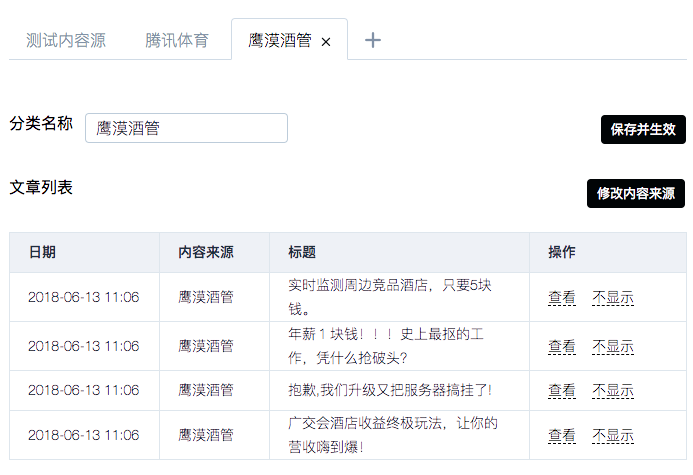 测试内容源 腾讯体育 鹰漠酒管 × +
分类名称 鹰漠酒管 保存并生效
文章列表 修改内容来源
日期 内容来源 标题 操作
2018-06-13 11:06 鹰漠酒管 实时监测周边竞品酒店，只要5块
钱。 查看 不显示
2018-06-13 11:06 鹰漠酒管 年薪 1 块钱！！！史上最抠的工
作，凭什么抢破头？ 查看 不显示
2018-06-13 11:06 鹰漠酒管 抱歉,我们升级又把服务器搞挂了! 查看 不显示
2018-06-13 11:06 鹰漠酒管 广交会酒店收益终极玩法，让你的
营收嗨到爆！ 查看 不显示